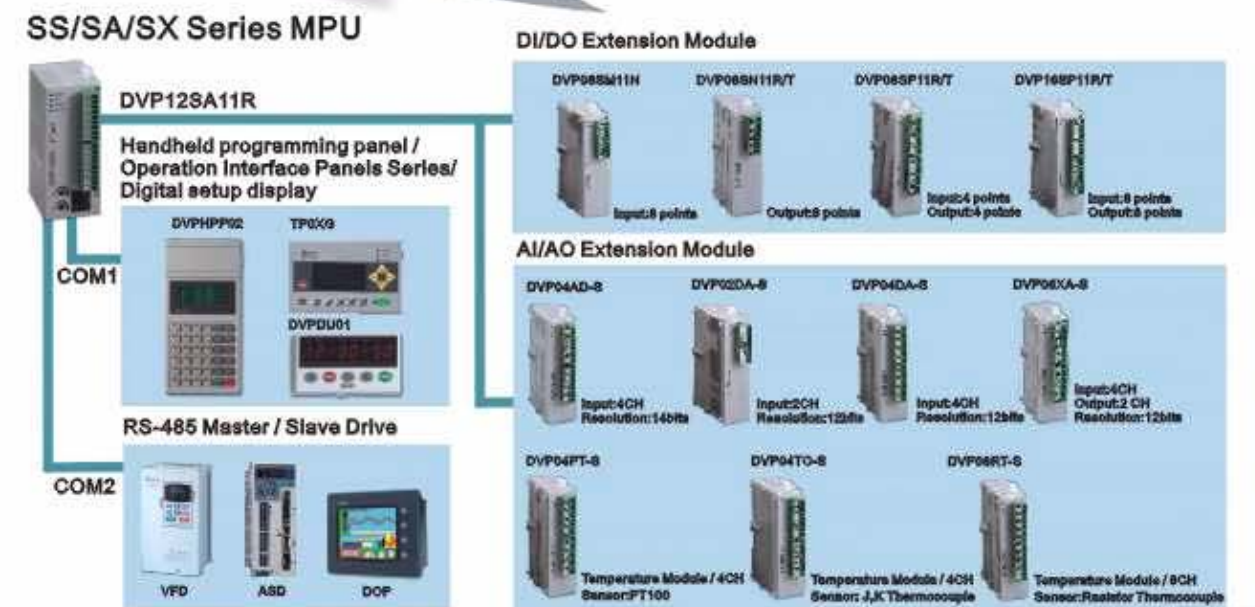 SS/SA/SX Series MPU
DVP12SA11R
Handheld programming panel /
Operation Interface Panels Series/
Digital setup display
DVPHPP02
TP0XG
DVPDU01
COM1
RS-485 Master / Slave Drive
COM2
VFD
ASD
DOP
DI/DO Extension Module
DVP08SM11N
DVP06SN11R/T
DVP08SP11R/T
DVP16SP11R/T
Input:8 points
Output:8 points
Input:4 points
Output:4 points
Input:8 points
Output:8 points
AI/AO Extension Module
DVP04AD-S
DVP02DA-S
DVP04DA-S
DVP06XA-S
Input:4CH
Resolution:14bits
Input:2CH
Resolution:12bits
Input:4CH
Resolution:12bits
Input:4CH
Output:2 CH
Resolution:12bits
DVP04PT-S
DVP04TC-S
Temperature Module / 4CH
Sensor:PT100
Temperature Module / 4CH
Sensor: J,K Thermocouple
Sensor:Resistor Thermocouple